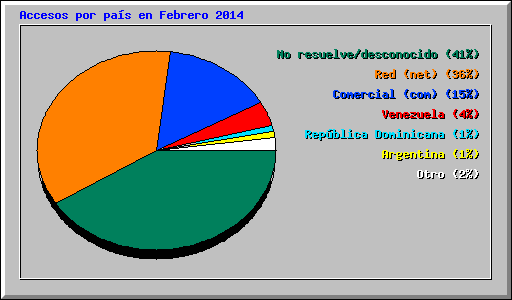 Accesos por país en Febrero 2014
No resuelve/desconocido (41%)
Red (net) (36%)
Comercial (com) (15%)
Venezuela (4%)
República Dominicana (1%)
Argentina (1%)
Otro (2%)